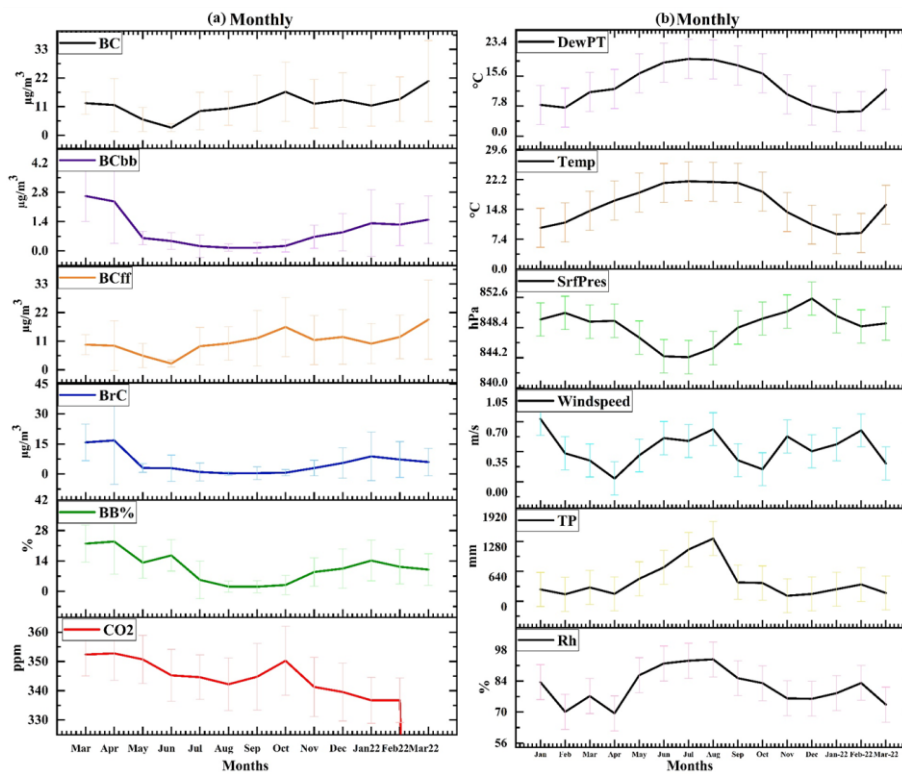 (a) Monthly
BC
33
22
11
0
µg/m³
BCbb
4.2
2.8
1.4
0.0
µg/m³
BCff
33
22
11
0
µg/m³
BrC
45
30
15
0
µg/m³
BB%
42
28
14
0
%
CO2
360
350
340
330
ppm
Mar Apr May Jun Jul Aug Sep Oct Nov Dec Jan22 Feb22 Mar22
Months
(b) Monthly
DewPT
23.4
15.6
7.8
0.0
°C
Temp
29.6
22.2
14.8
7.4
0.0
°C
SrfPres
852.6
848.4
844.2
840.0
hPa
Windspeed
1.05
0.70
0.35
0.00
m/s
TP
1920
1280
640
0
mm
Rh
98
84
70
56
%
Jan Feb Mar Apr May Jun Jul Aug Sep Oct Nov Dec Jan-22 Feb-22 Mar-22
Months